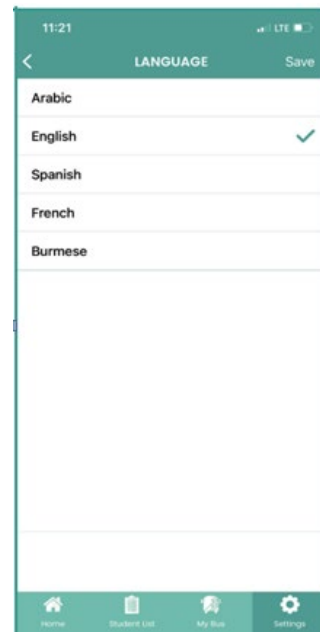 11:21 LTE
LANGUAGE Save
Arabic
English
Spanish
French
Burmese
Home Student List My Bus Settings